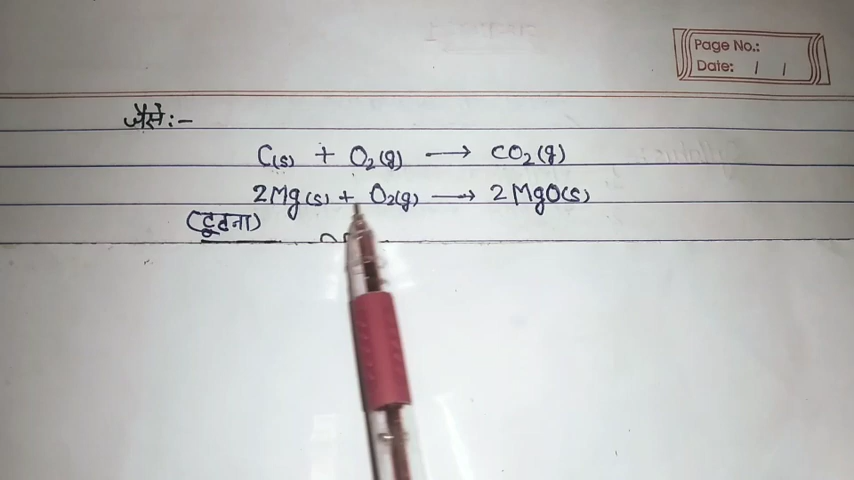 Page No.:
Date: / /
जैसे:-
C(s) + O₂(g) ⟶ CO₂(g)
2Mg(s) + O₂(g) ⟶ 2MgO(s)
(टूटना)